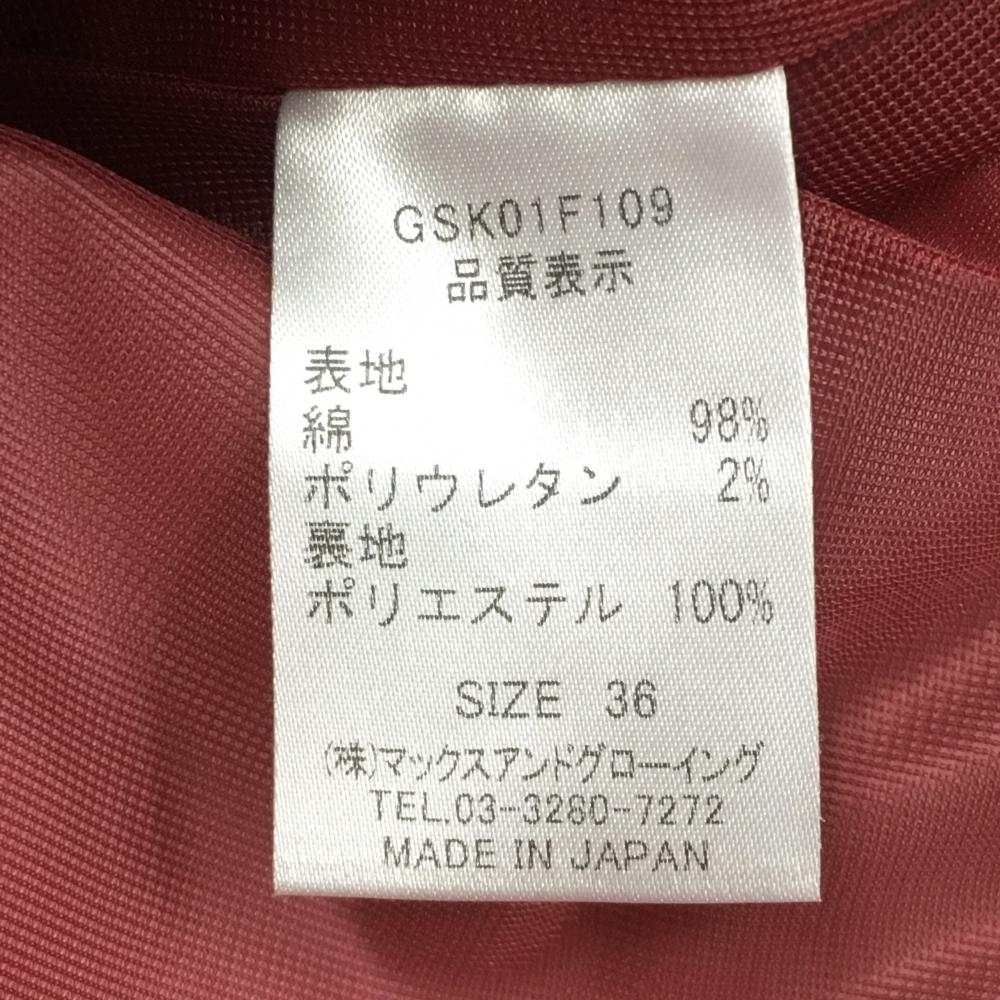 GSK01F109
品質表示
表地
綿 98%
ポリウレタン 2%
裏地
ポリエステル 100%
SIZE 36
(株)マックスアンドグローイング
TEL.03-3280-7272
MADE IN JAPAN